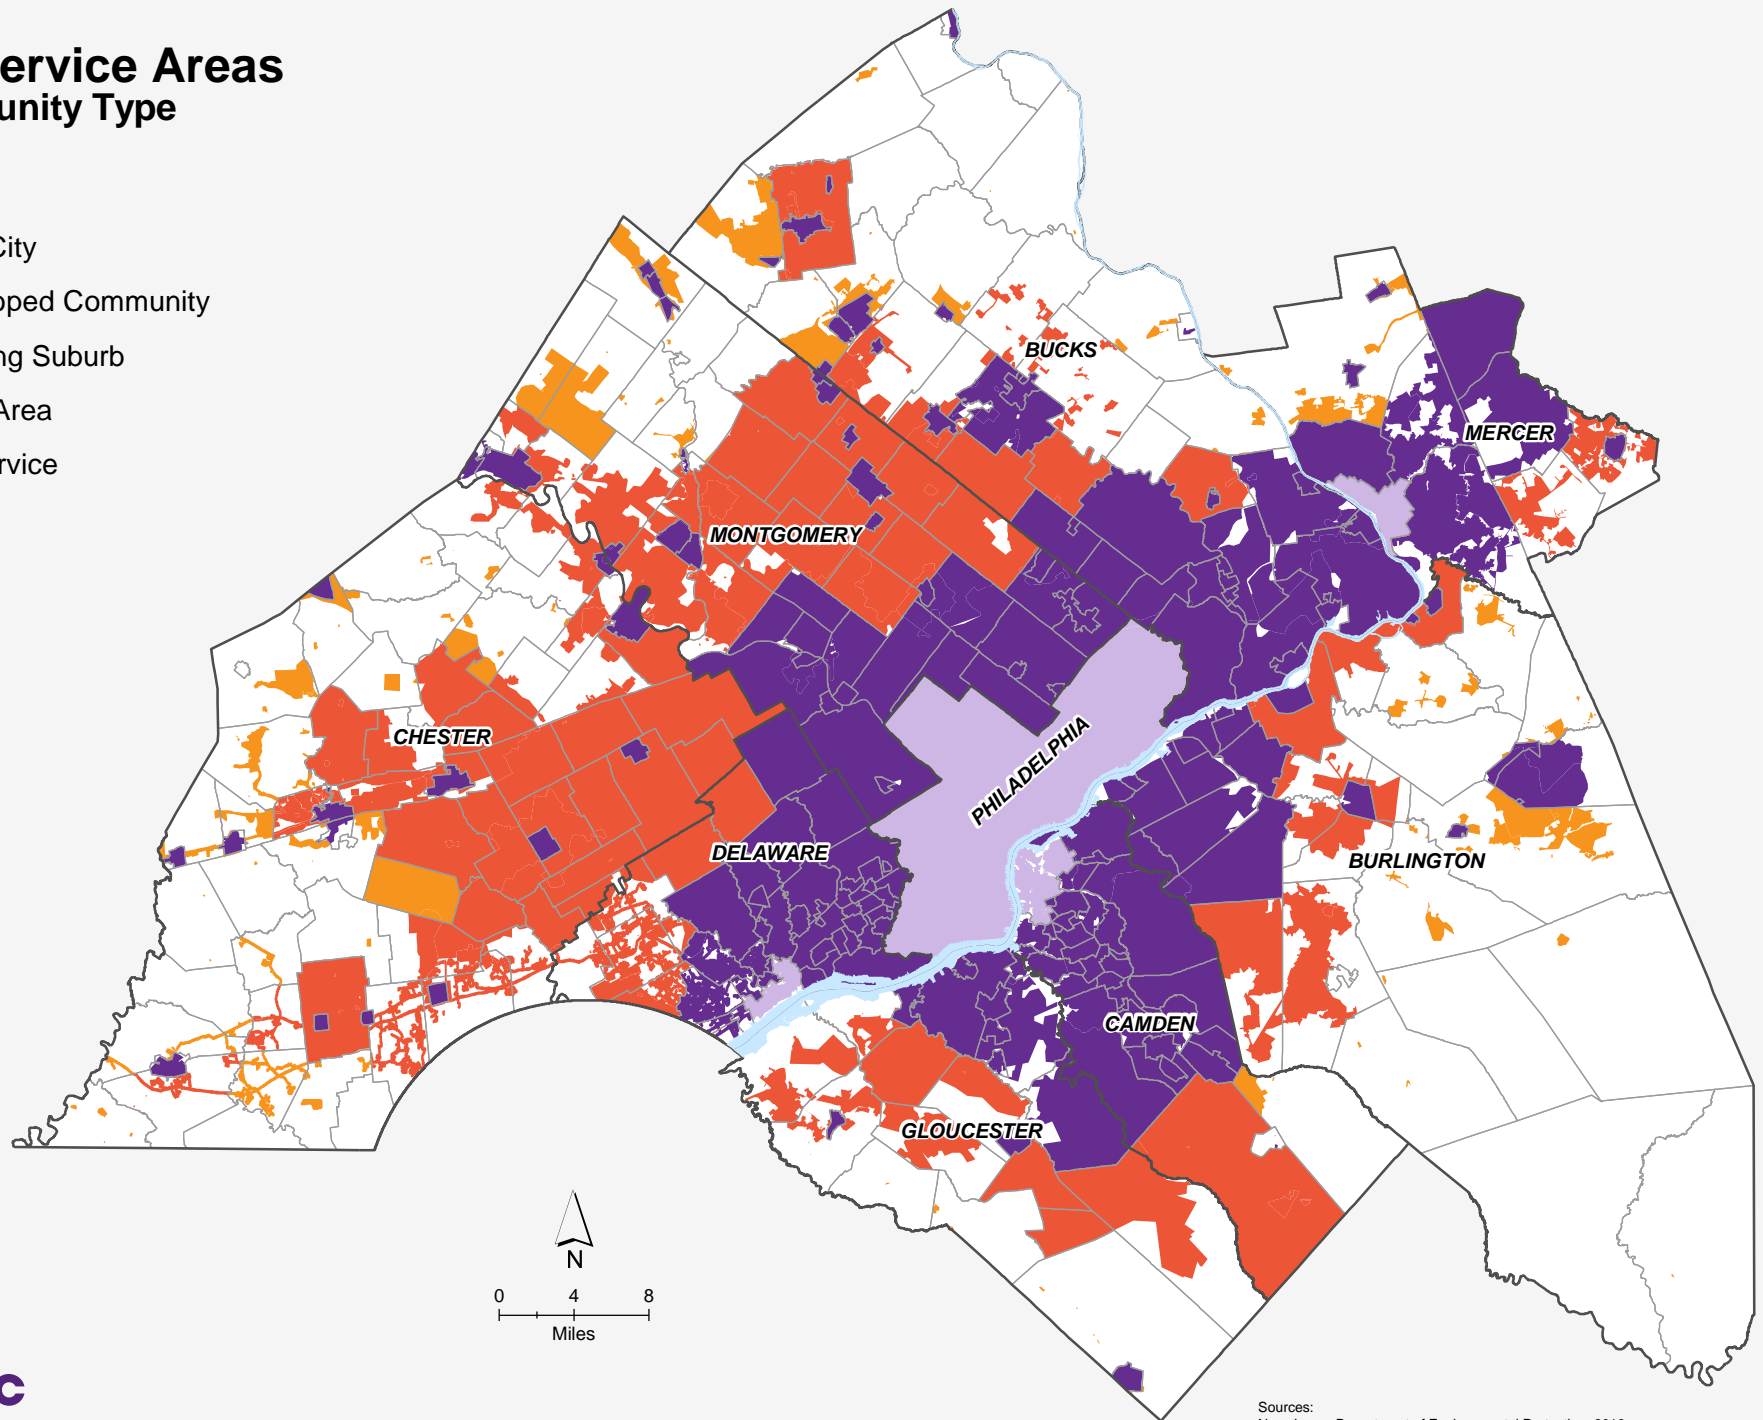 ervice Areas
unity Type
City
oped Community
ng Suburb
Area
rvice
BUCKS
MERCER
MONTGOMERY
CHESTER
PHILADELPHIA
DELAWARE
BURLINGTON
CAMDEN
GLOUCESTER
N
0 4 8
Miles
c
Sources: